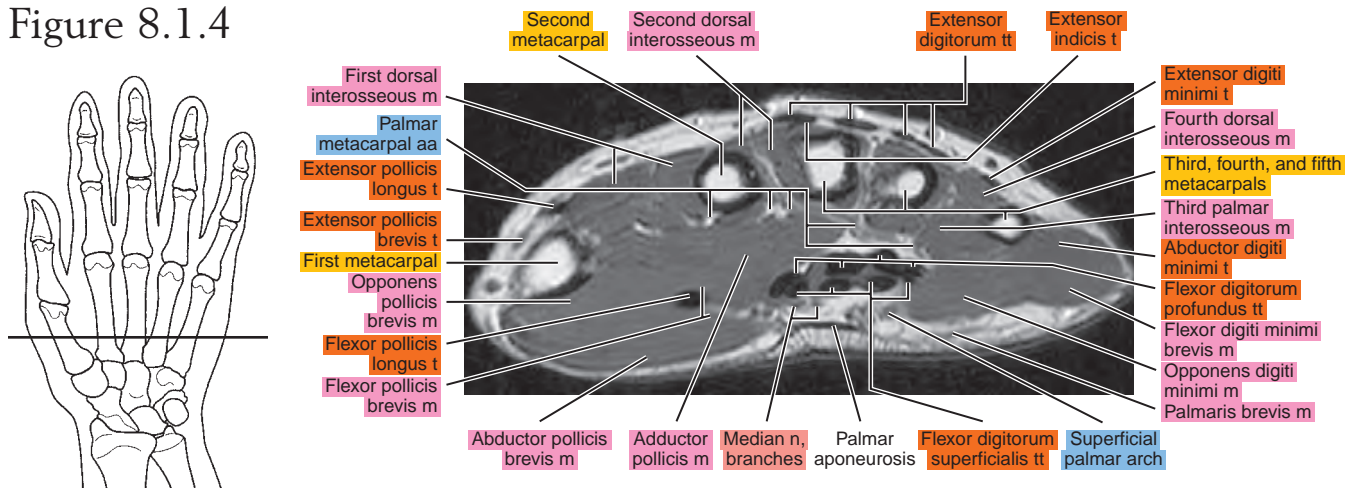 Figure 8.1.4
Second
metacarpal
Second dorsal
interosseous m
Extensor
digitorum tt
Extensor
indicis t
First dorsal
interosseous m
Palmar
metacarpal aa
Extensor pollicis
longus t
Extensor pollicis
brevis t
First metacarpal
Opponens
pollicis
brevis m
Flexor pollicis
longus t
Flexor pollicis
brevis m
Extensor digiti
minimi t
Fourth dorsal
interosseous m
Third, fourth, and fifth
metacarpals
Third palmar
interosseous m
Abductor digiti
minimi t
Flexor digitorum
profundus tt
Flexor digiti minimi
brevis m
Opponens digiti
minimi m
Palmaris brevis m
Abductor pollicis
brevis m
Adductor
pollicis m
Median n,
branches
Palmar
aponeurosis
Flexor digitorum
superficialis tt
Superficial
palmar arch